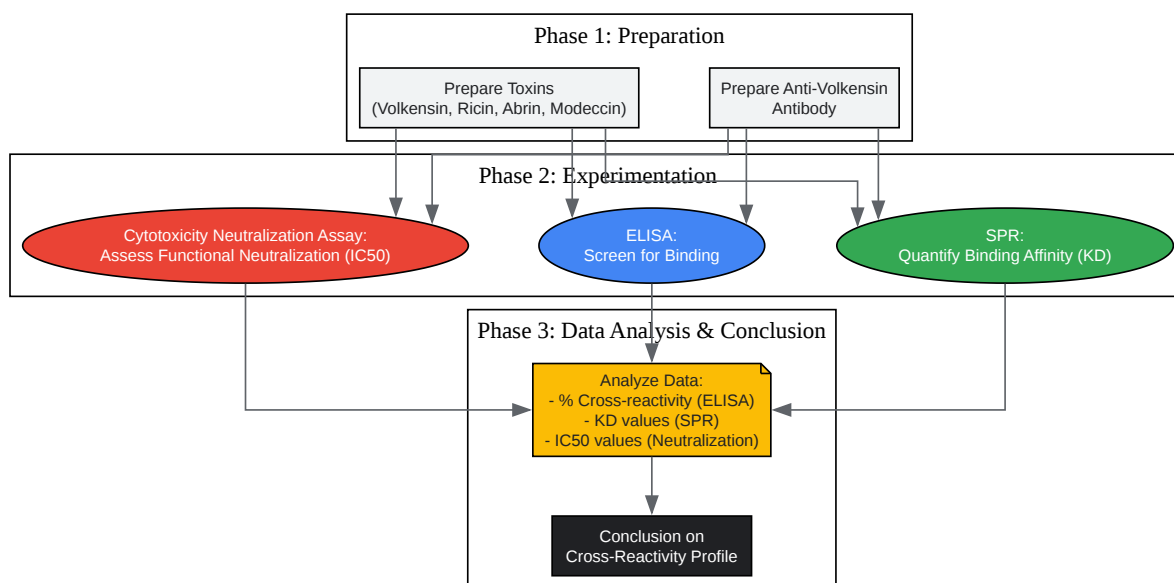 Phase 1: Preparation
Prepare Toxins
(Volkensin, Ricin, Abrin, Modeccin)
Prepare Anti-Volkensin
Antibody
Phase 2: Experimentation
Cytotoxicity Neutralization Assay:
Assess Functional Neutralization (IC50)
ELISA:
Screen for Binding
SPR:
Quantify Binding Affinity (KD)
Phase 3: Data Analysis & Conclusion
Analyze Data:
- % Cross-reactivity (ELISA)
- KD values (SPR)
- IC50 values (Neutralization)
Conclusion on
Cross-Reactivity Profile